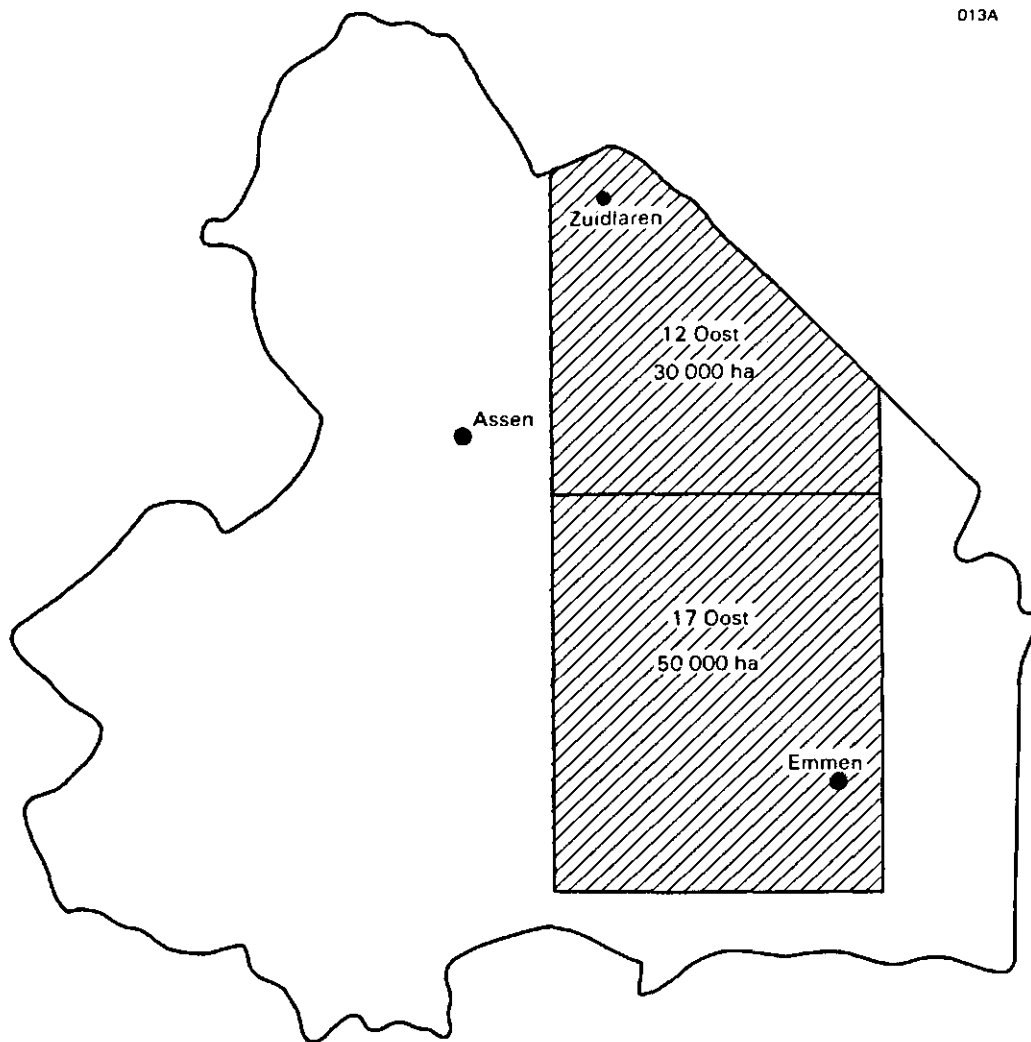 013A
Zuidlaren
12 Oost
30 000 ha
Assen
17 Oost
50 000 ha
Emmen